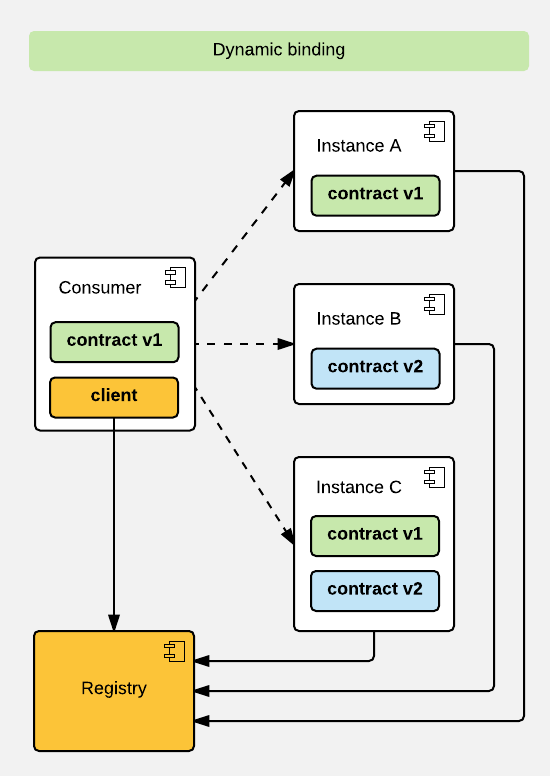 Dynamic binding
Instance A
contract v1
Consumer
contract v1
client
Instance B
contract v2
Instance C
contract v1
contract v2
Registry